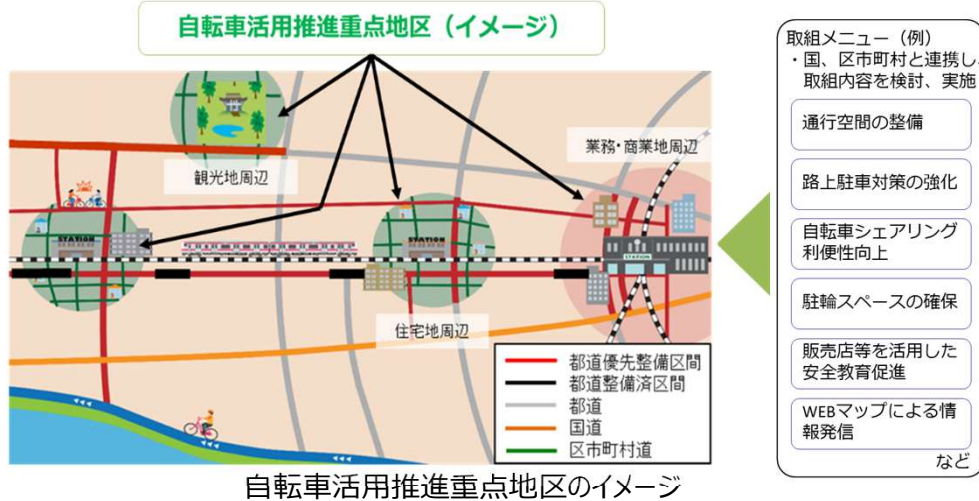 自転車活用推進重点地区（イメージ）
観光地周辺
業務・商業地周辺
STATION
STATION
STATION
住宅地周辺
都道優先整備区間
都道整備済区間
都道
国道
区市町村道
取組メニュー（例）
・国、区市町村と連携し、
取組内容を検討、実施
通行空間の整備
路上駐車対策の強化
自転車シェアリング
利便性向上
駐輪スペースの確保
販売店等を活用した
安全教育促進
WEBマップによる情
報発信
など
自転車活用推進重点地区のイメージ